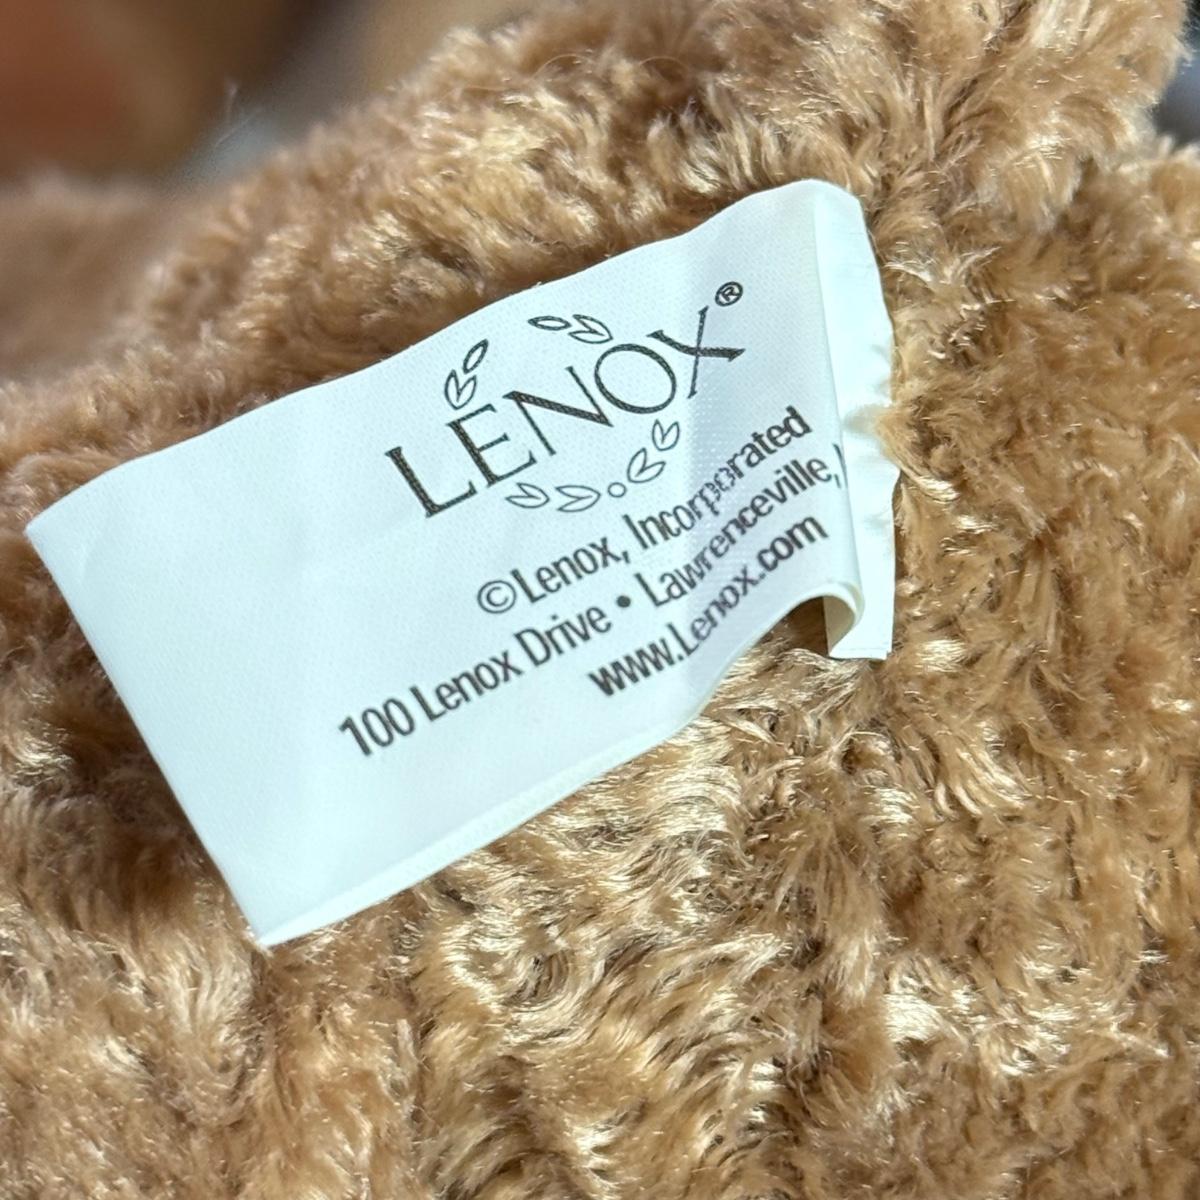 LENOX®
©Lenox, Incorporated
100 Lenox Drive • Lawrenceville,
www.Lenox.com